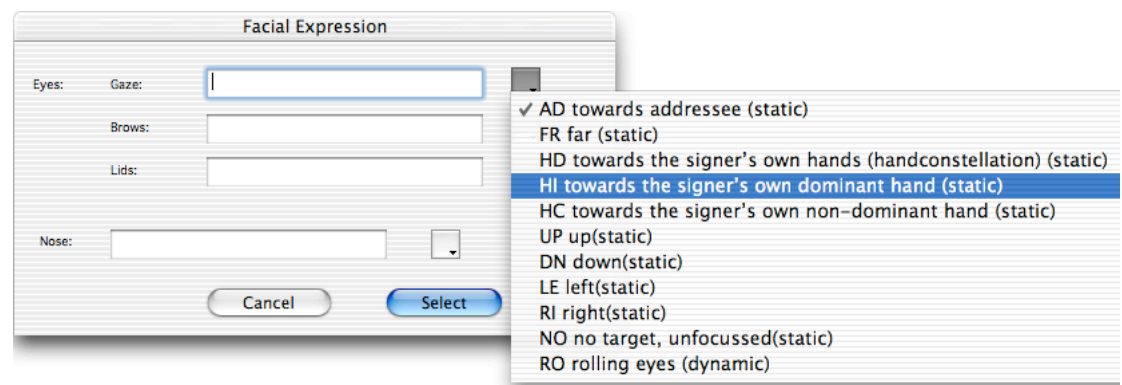 Facial Expression
Eyes: Gaze:
Brows:
Lids:
Nose:
Cancel Select
✓ AD towards addressee (static)
FR far (static)
HD towards the signer's own hands (handconstellation) (static)
HI towards the signer's own dominant hand (static)
HC towards the signer's own non-dominant hand (static)
UP up(static)
DN down(static)
LE left(static)
RI right(static)
NO no target, unfocussed(static)
RO rolling eyes (dynamic)